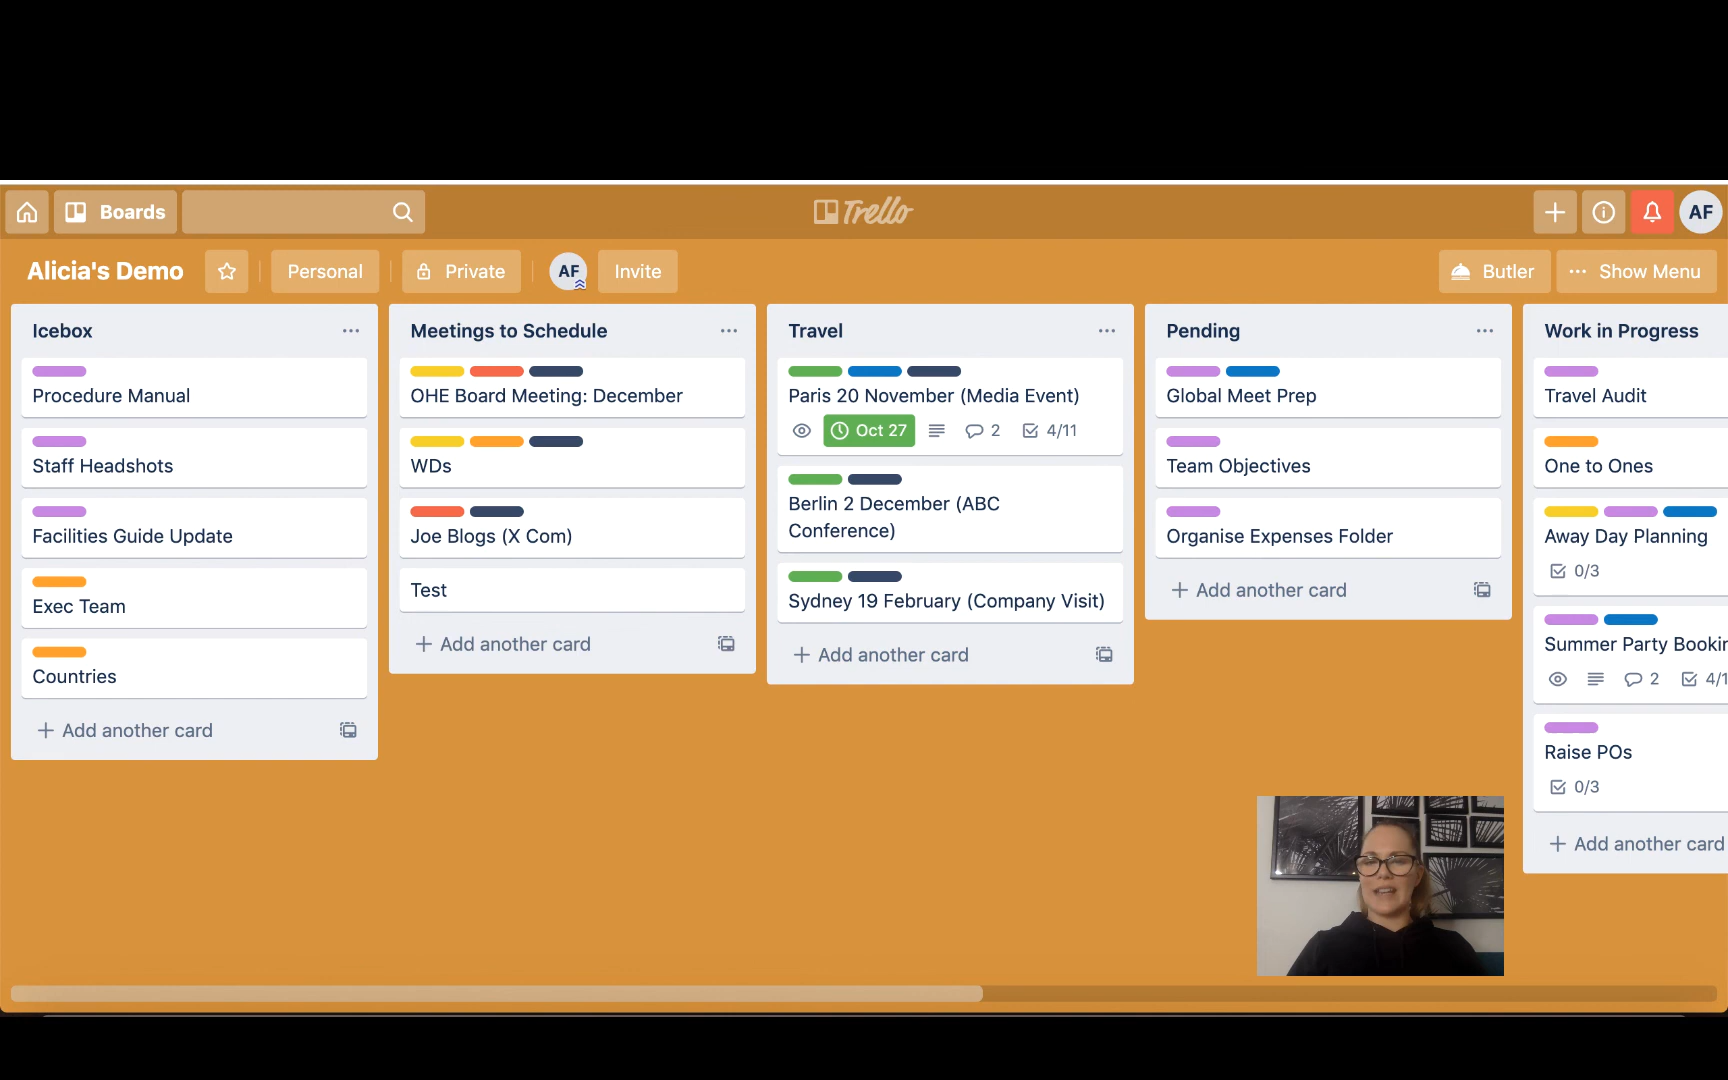 Boards
Trello
AF
Alicia's Demo
Personal
Private
AF
Invite
Butler
Show Menu
Icebox
Procedure Manual
Staff Headshots
Facilities Guide Update
Exec Team
Countries
Add another card
Meetings to Schedule
OHE Board Meeting: December
WDs
Joe Blogs (X Com)
Test
Add another card
Travel
Paris 20 November (Media Event)
Oct 27
2
4/11
Berlin 2 December (ABC
Conference)
Sydney 19 February (Company Visit)
Add another card
Pending
Global Meet Prep
Team Objectives
Organise Expenses Folder
Add another card
Work in Progress
Travel Audit
One to Ones
Away Day Planning
0/3
Summer Party
2
Raise POs
0/3
Add another card